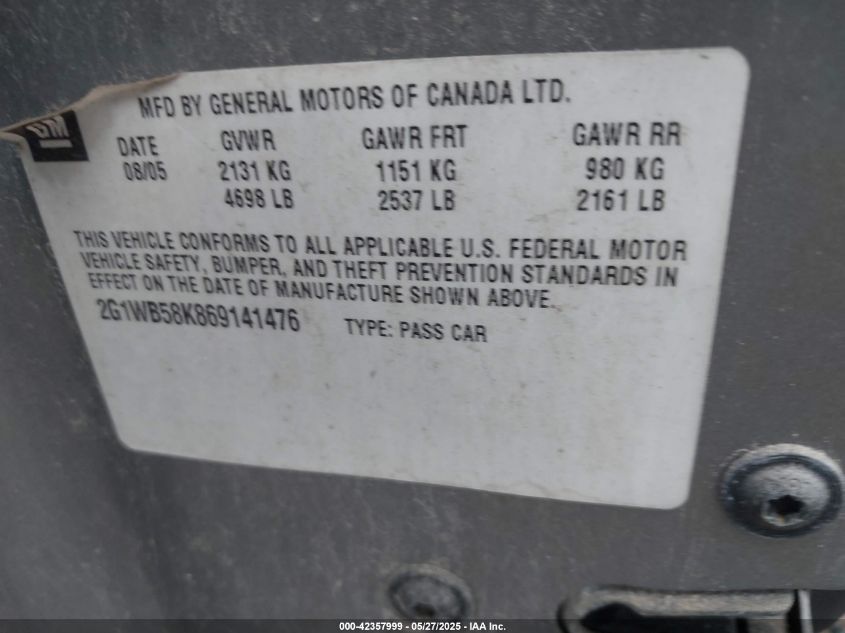 MFD BY GENERAL MOTORS OF CANADA LTD.
GM
DATE GVWR GAWR FRT GAWR RR
08/05 2131 KG 1151 KG 980 KG
4698 LB 2537 LB 2161 LB
THIS VEHICLE CONFORMS TO ALL APPLICABLE U.S. FEDERAL MOTOR
VEHICLE SAFETY, BUMPER, AND THEFT PREVENTION STANDARDS IN
EFFECT ON THE DATE OF MANUFACTURE SHOWN ABOVE.
2G1WB58K869141476 TYPE: PASS CAR
000-42357999 - 05/27/2025 - IAA Inc.